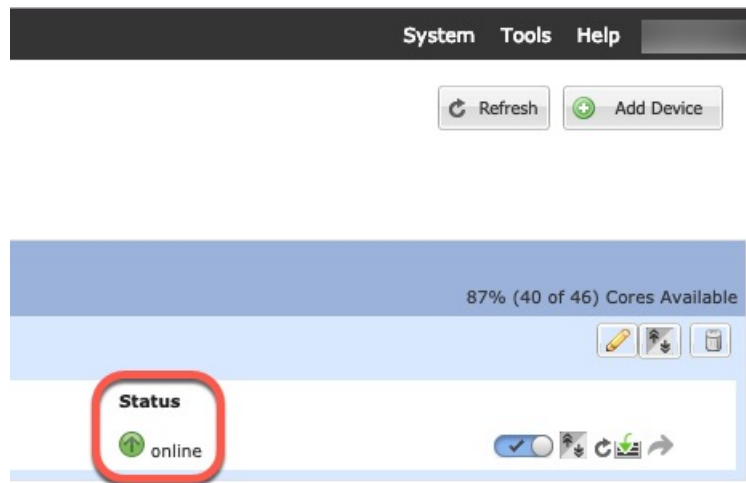 System Tools Help
Refresh Add Device
87% (40 of 46) Cores Available
Status
online